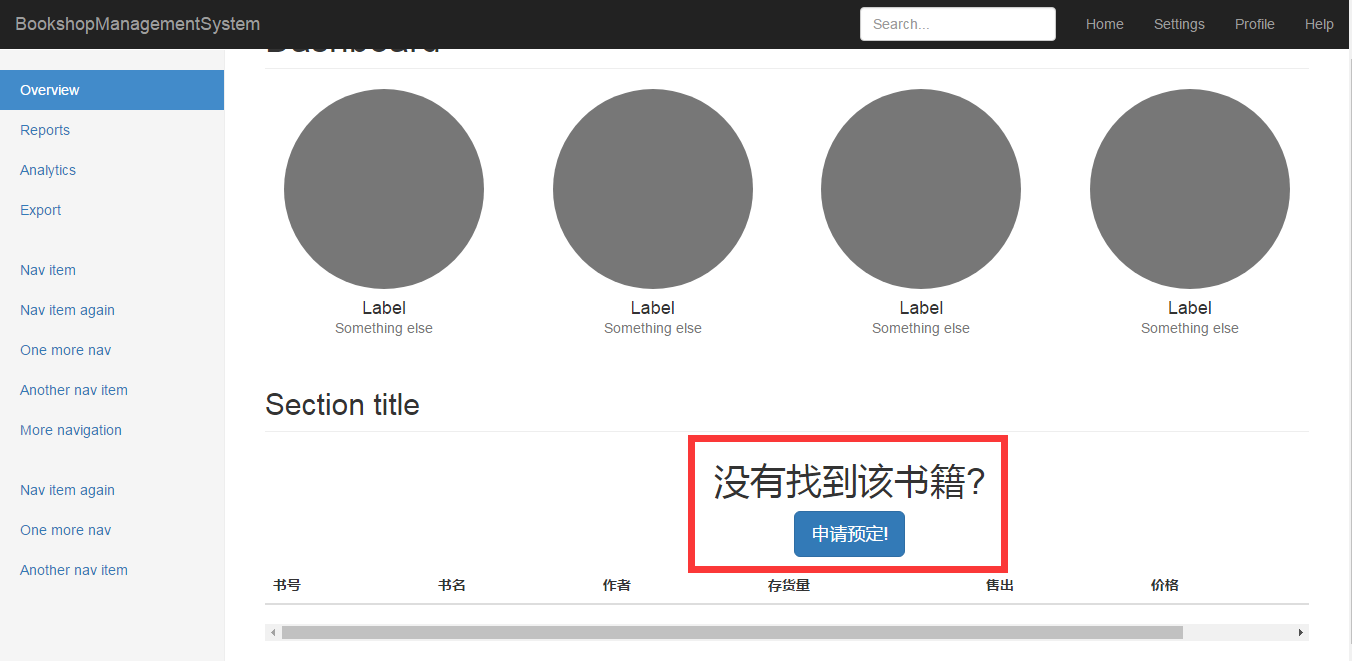 BookshopManagementSystem
Search...
Home
Settings
Profile
Help
Overview
Reports
Analytics
Export
Nav item
Nav item again
One more nav
Another nav item
More navigation
Nav item again
One more nav
Another nav item
Dashboard
Label
Something else
Label
Something else
Label
Something else
Label
Something else
Section title
没有找到该书籍?
申请预定!
书号 书名 作者 存货量 售出 价格